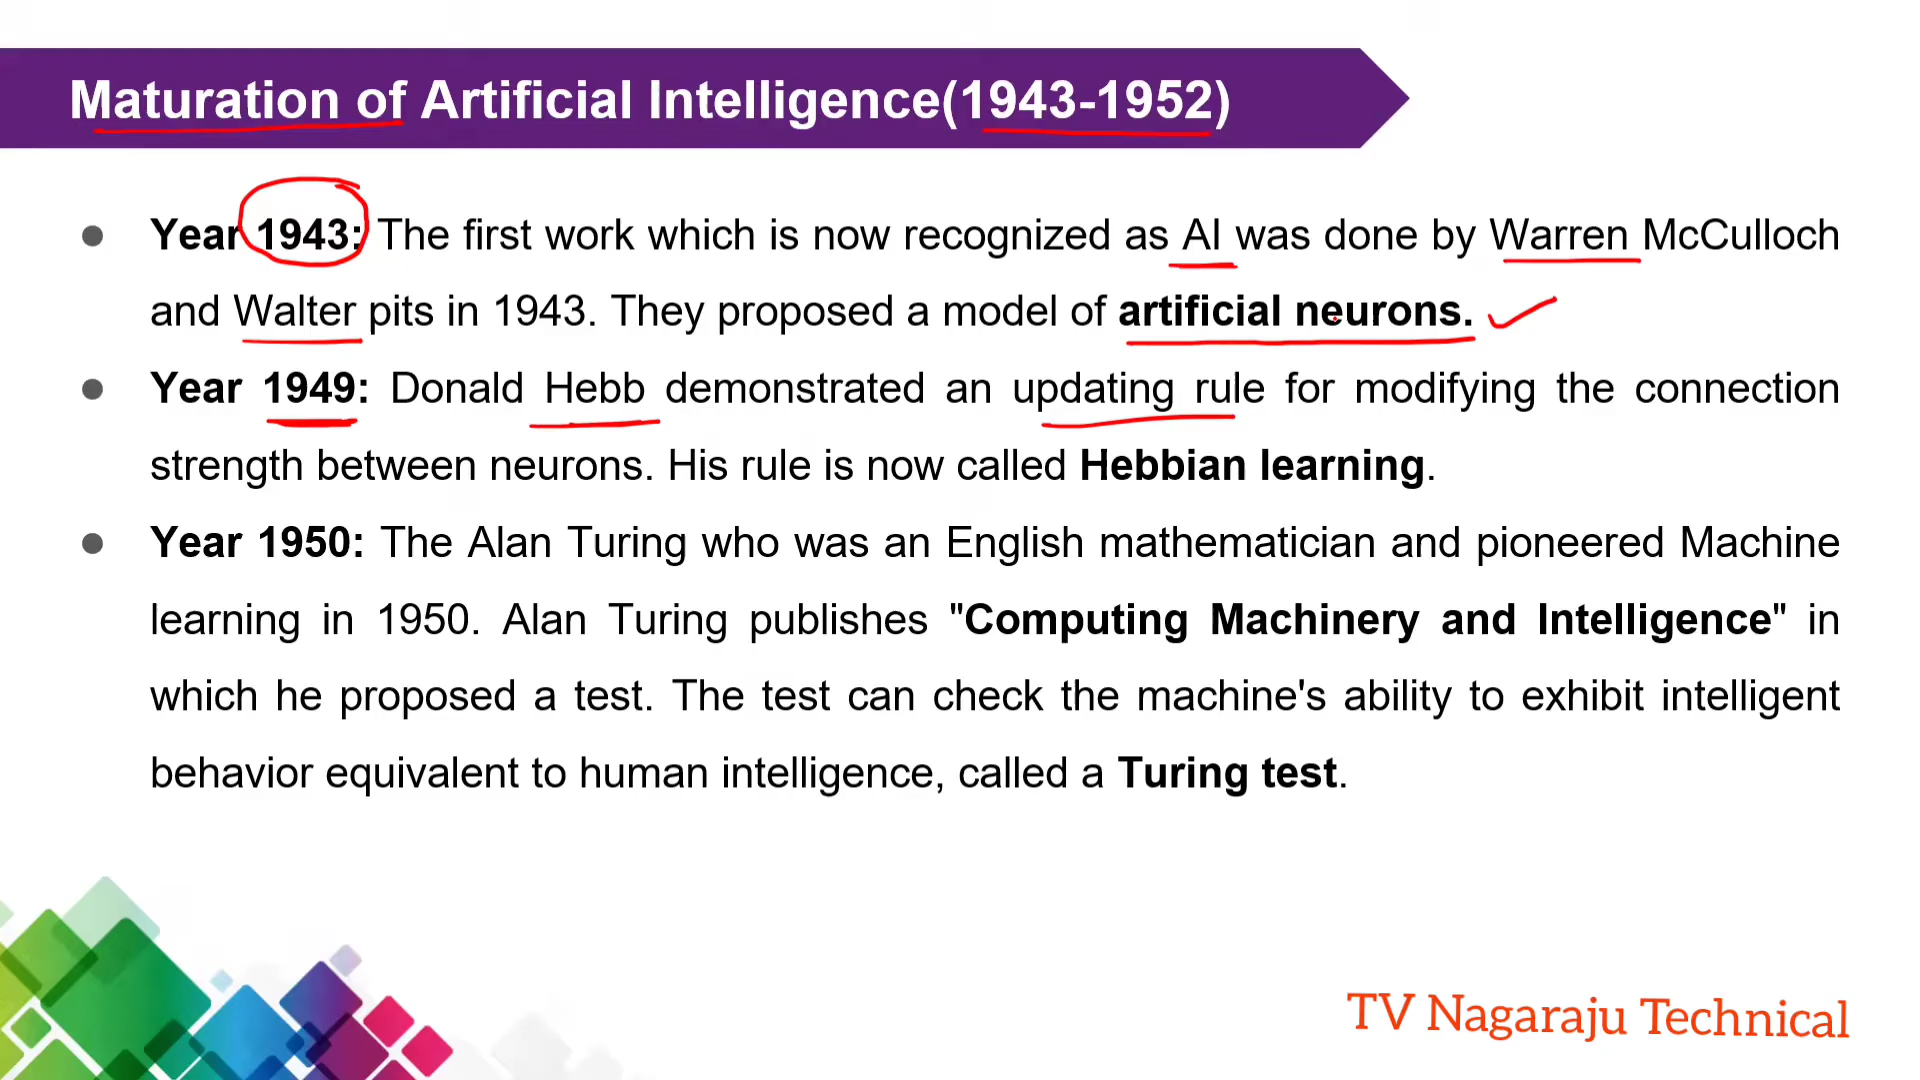 Maturation of Artificial Intelligence(1943-1952)
● Year 1943: The first work which is now recognized as AI was done by Warren McCulloch
and Walter pits in 1943. They proposed a model of artificial neurons.
● Year 1949: Donald Hebb demonstrated an updating rule for modifying the connection
strength between neurons. His rule is now called Hebbian learning.
● Year 1950: The Alan Turing who was an English mathematician and pioneered Machine
learning in 1950. Alan Turing publishes "Computing Machinery and Intelligence" in
which he proposed a test. The test can check the machine's ability to exhibit intelligent
behavior equivalent to human intelligence, called a Turing test.
TV Nagaraju Technical